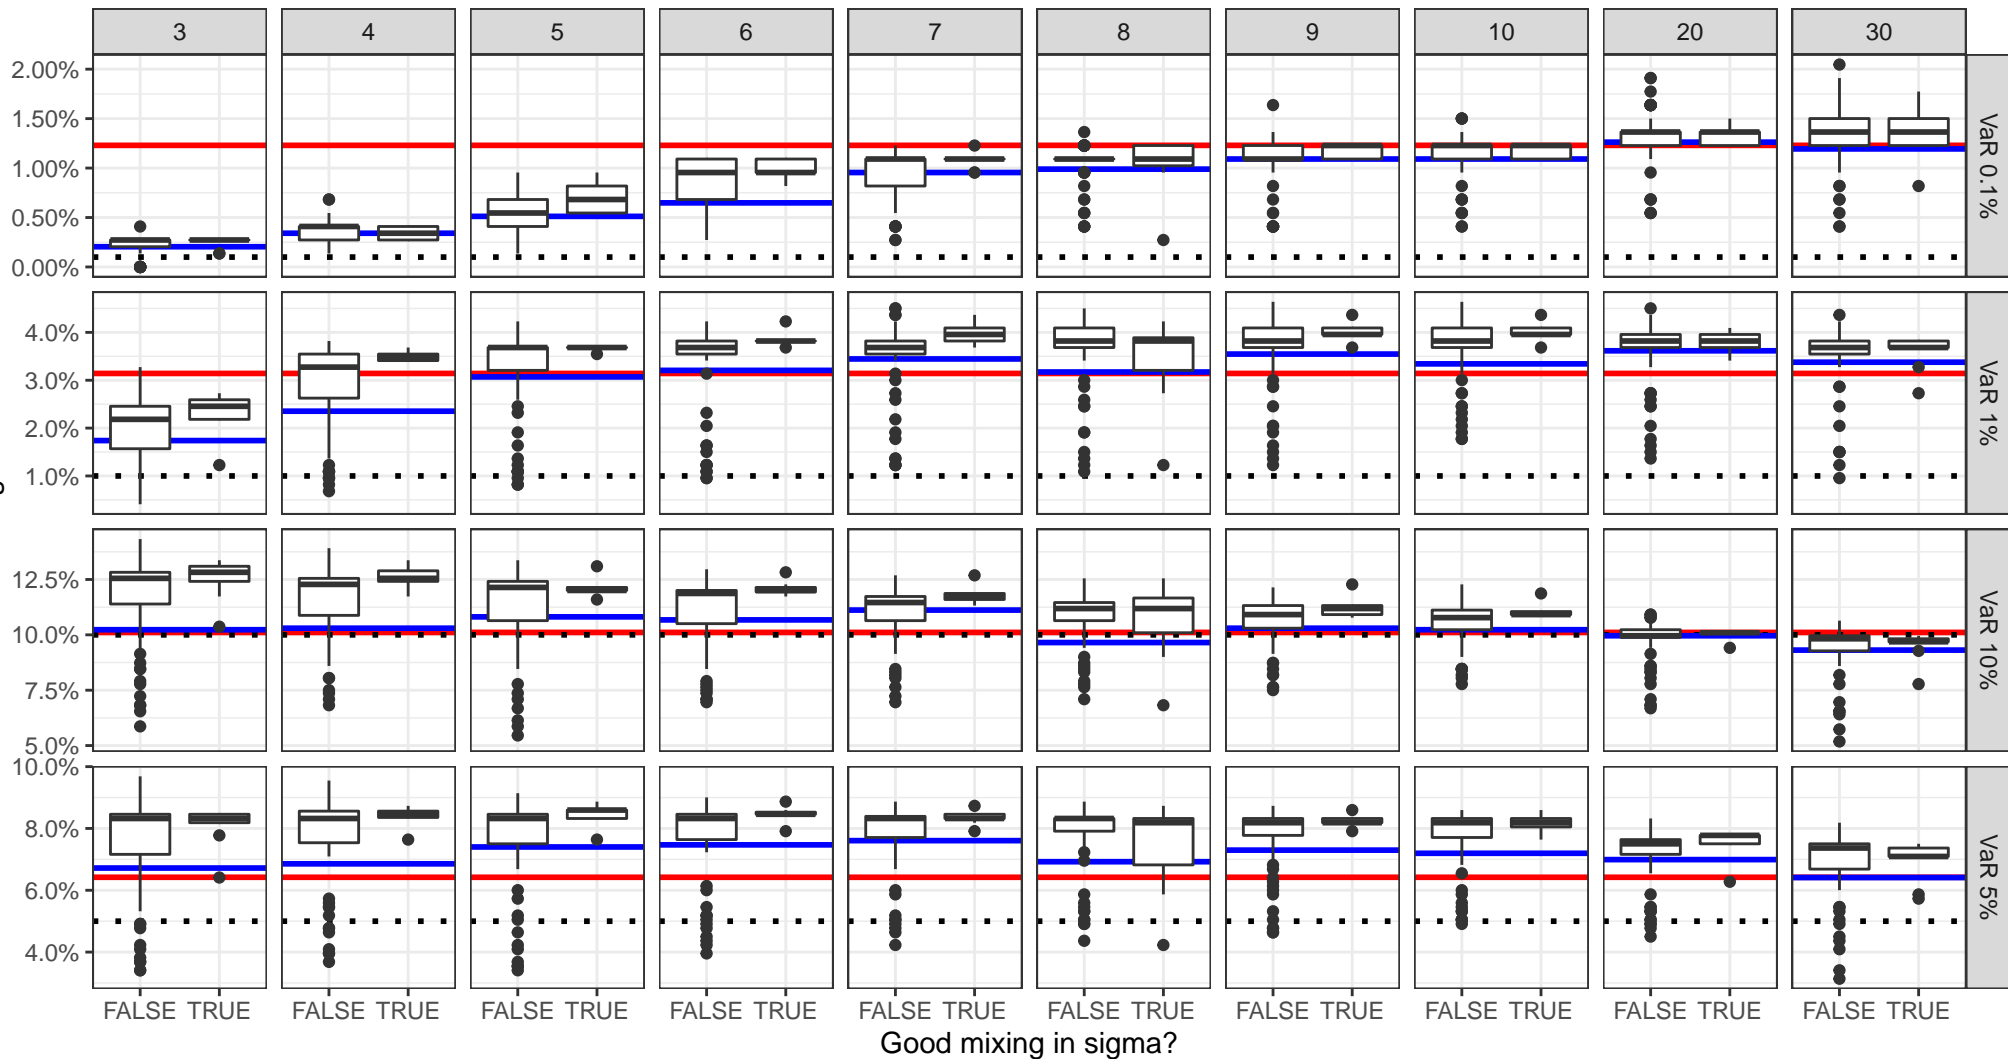 3 4 5 6 7 8 9 10 20 30
2.00%
1.50%
1.00%
0.50%
0.00%
VaR 0.1%
4.0%
3.0%
2.0%
1.0%
VaR 1%
12.5%
10.0%
7.5%
5.0%
VaR 10%
10.0%
8.0%
6.0%
4.0%
VaR 5%
FALSE TRUE FALSE TRUE FALSE TRUE FALSE TRUE FALSE TRUE FALSE TRUE FALSE TRUE FALSE TRUE FALSE TRUE FALSE TRUE
Good mixing in sigma?